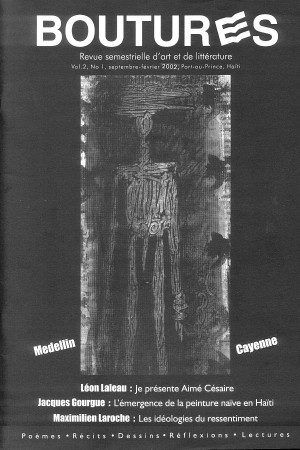 BOUTURES
Revue semestrielle d'art et de littérature
Vol.2, No 1, septembre-février 2002, Port-au-Prince, Haïti
Medellin
Cayenne
Léon Laleau : Je présente Aimé Césaire
Jacques Gourgue : L'émergence de la peinture naïve en Haïti
Maximilien Laroche : Les idéologies du ressentiment
Poèmes • Récits • Dessins • Réflexions • Lectures